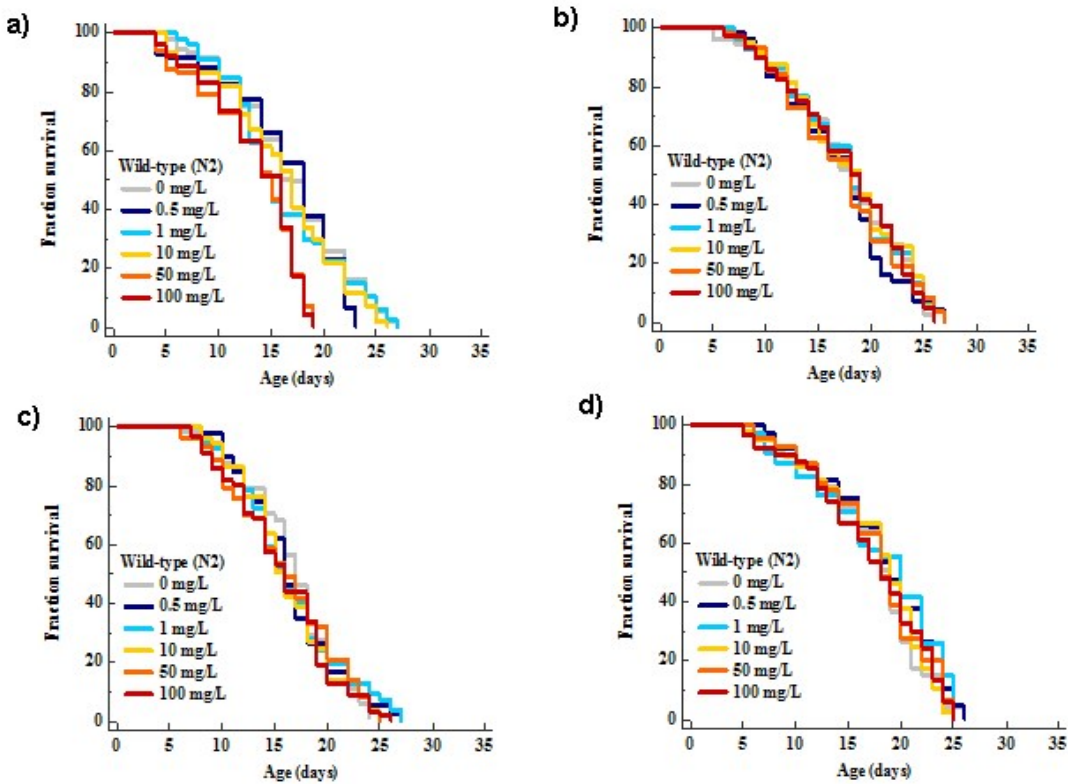 a)
100
80
60
40
20
0
Fraction survival
Wild-type (N2)
0 mg/L
0.5 mg/L
1 mg/L
10 mg/L
50 mg/L
100 mg/L
0 5 10 15 20 25 30 35
Age (days)
b)
100
80
60
40
20
0
Fraction survival
Wild-type (N2)
0 mg/L
0.5 mg/L
1 mg/L
10 mg/L
50 mg/L
100 mg/L
0 5 10 15 20 25 30 35
Age (days)
c)
100
80
60
40
20
0
Fraction survival
Wild-type (N2)
0 mg/L
0.5 mg/L
1 mg/L
10 mg/L
50 mg/L
100 mg/L
0 5 10 15 20 25 30 35
Age (days)
d)
100
80
60
40
20
0
Fraction survival
Wild-type (N2)
0 mg/L
0.5 mg/L
1 mg/L
10 mg/L
50 mg/L
100 mg/L
0 5 10 15 20 25 30 35
Age (days)